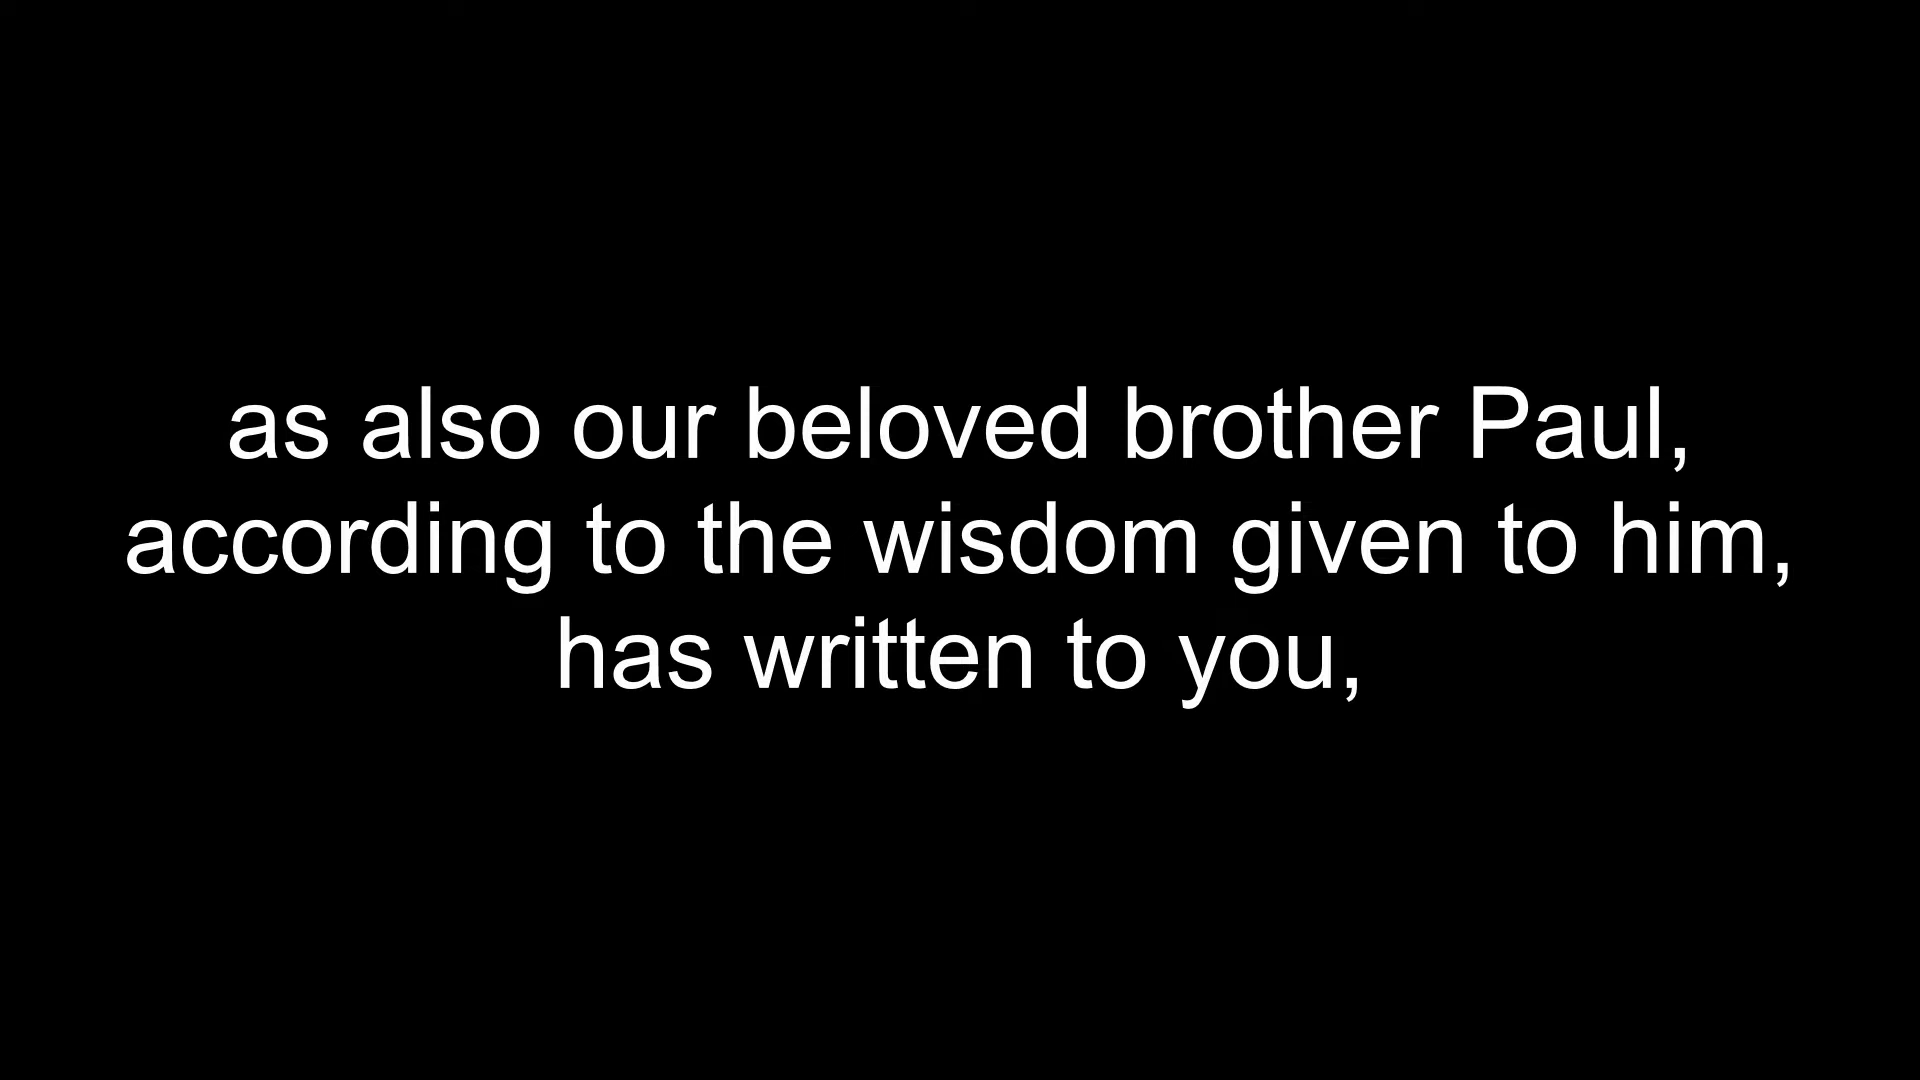 as also our beloved brother Paul,
according to the wisdom given to him,
has written to you,